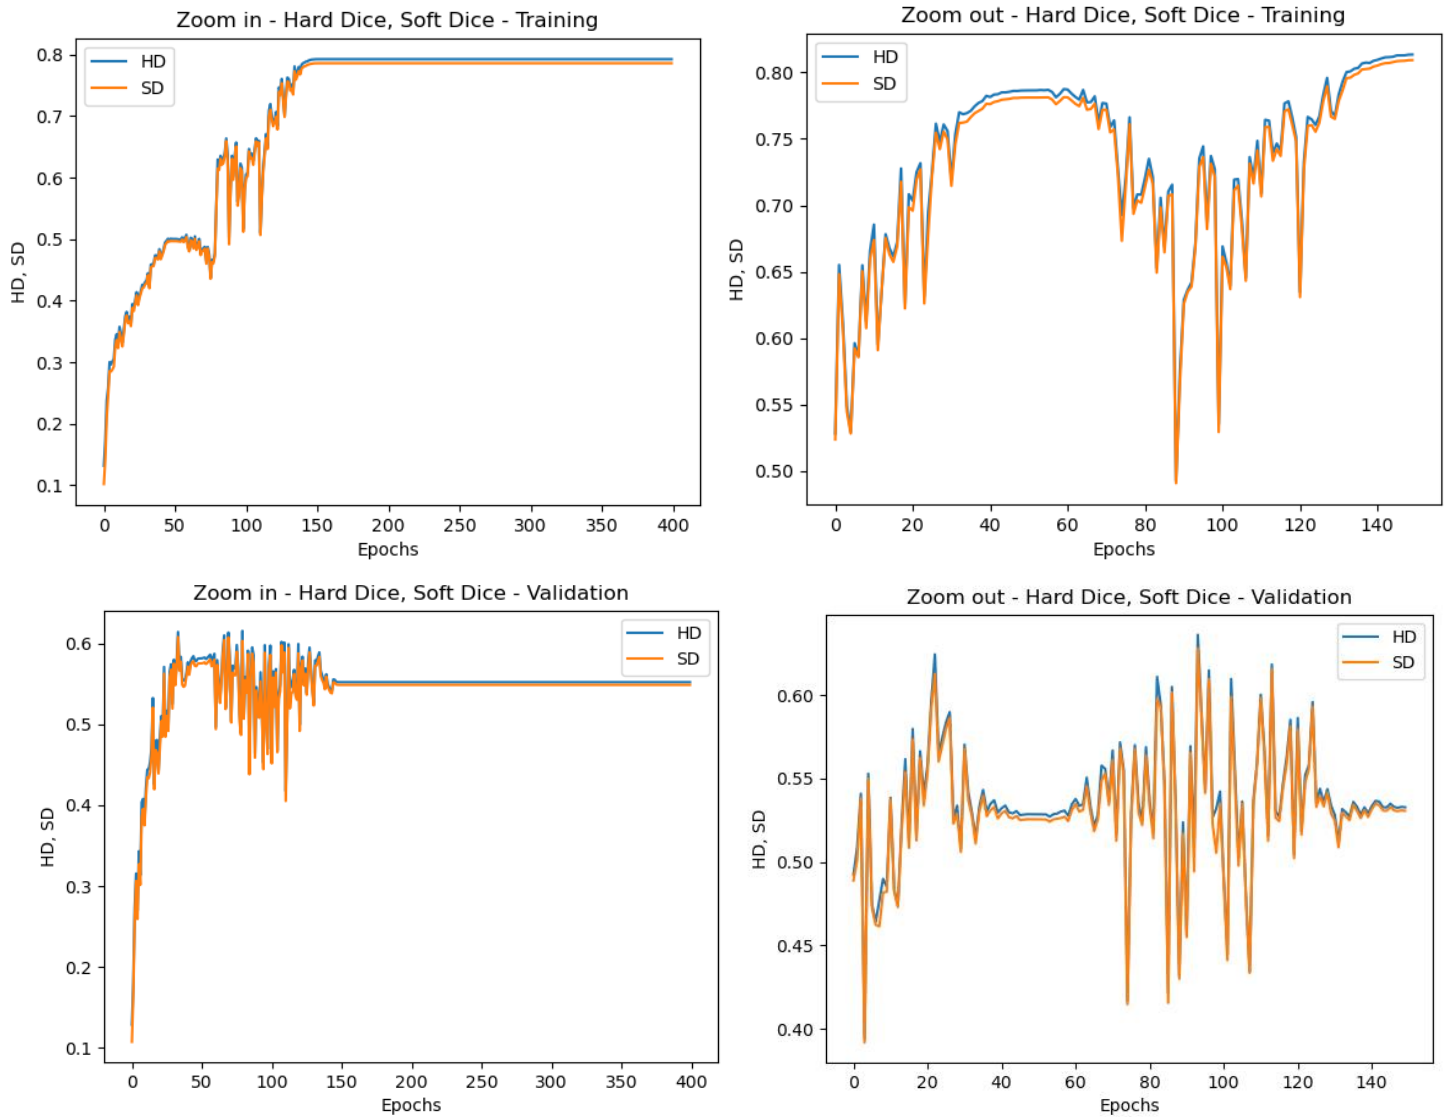 Zoom in - Hard Dice, Soft Dice - Training
HD
SD
0.8
0.7
0.6
0.5
0.4
0.3
0.2
0.1
HD, SD
0 50 100 150 200 250 300 350 400
Epochs
Zoom out - Hard Dice, Soft Dice - Training
HD
SD
0.80
0.75
0.70
0.65
0.60
0.55
0.50
HD, SD
0 20 40 60 80 100 120 140
Epochs
Zoom in - Hard Dice, Soft Dice - Validation
HD
SD
0.6
0.5
0.4
0.3
0.2
0.1
HD, SD
0 50 100 150 200 250 300 350 400
Epochs
Zoom out - Hard Dice, Soft Dice - Validation
HD
SD
0.60
0.55
0.50
0.45
0.40
HD, SD
0 20 40 60 80 100 120 140
Epochs